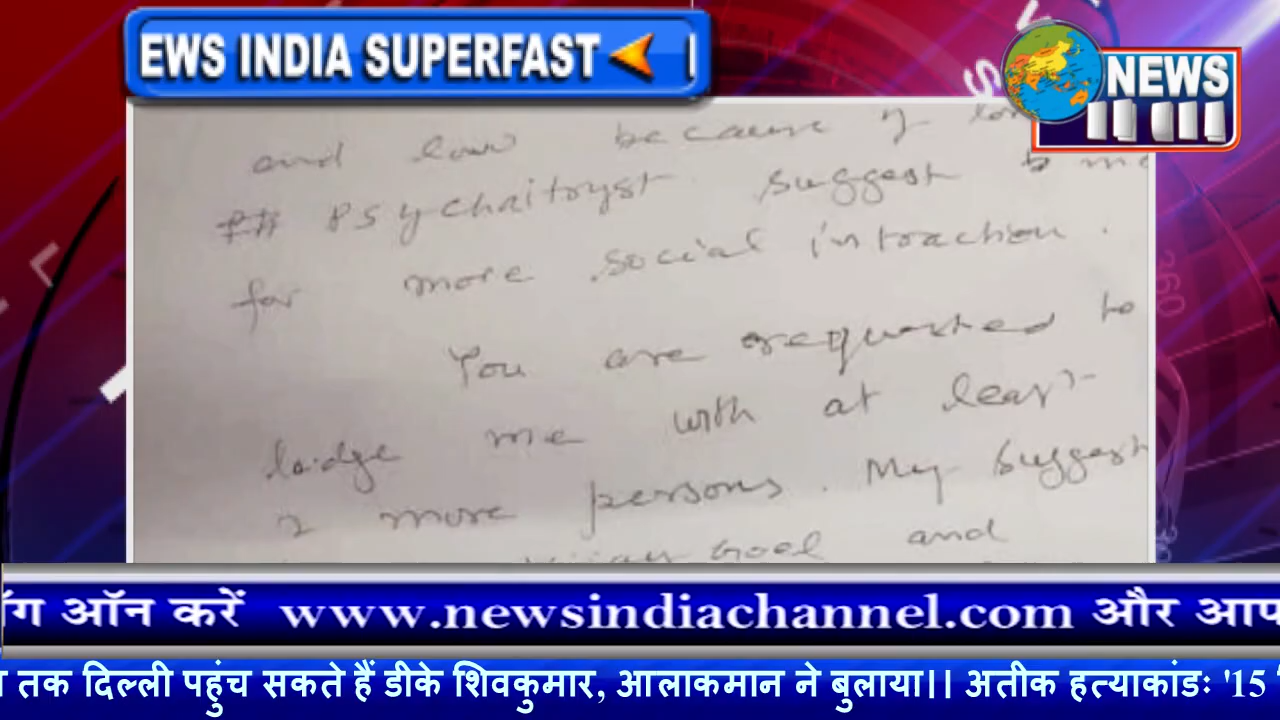 EWS INDIA SUPERFAST
NEWS
and low because of
PSychaitryst suggest
for more social intraction.
You are requested to
lodge me with at least
2 more persons. My suggest
Goel and
ग ऑन करें www.newsindiachannel.com और आप
तक दिल्ली पहुंच सकते हैं डीके शिवकुमार, आलाकमान ने बुलाया।। अतीक हत्याकांडः '15